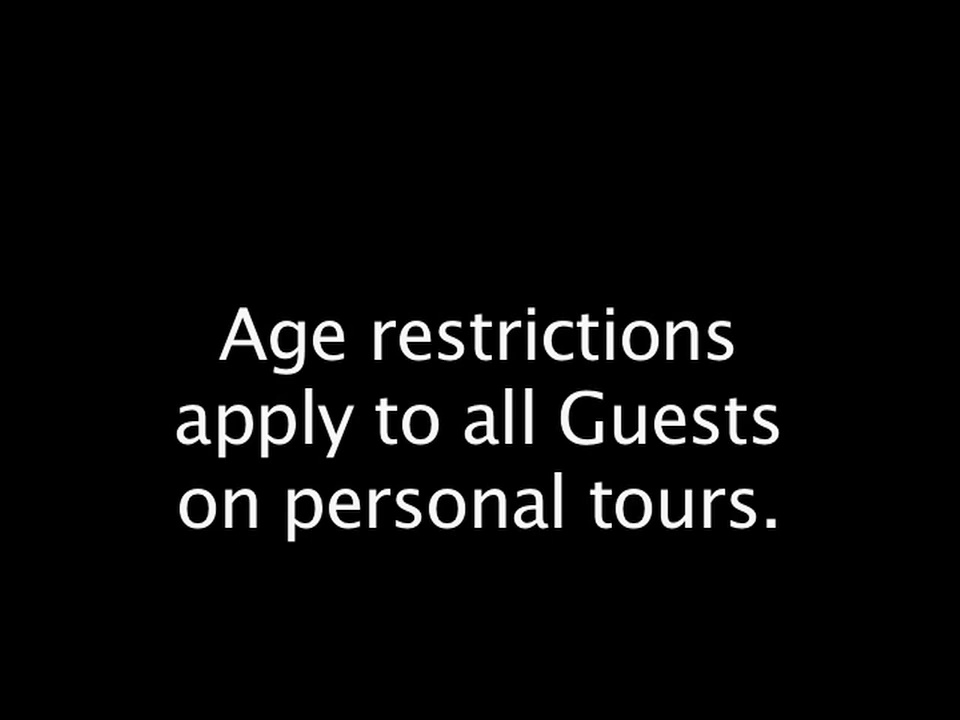 Age restrictions
apply to all Guests
on personal tours.